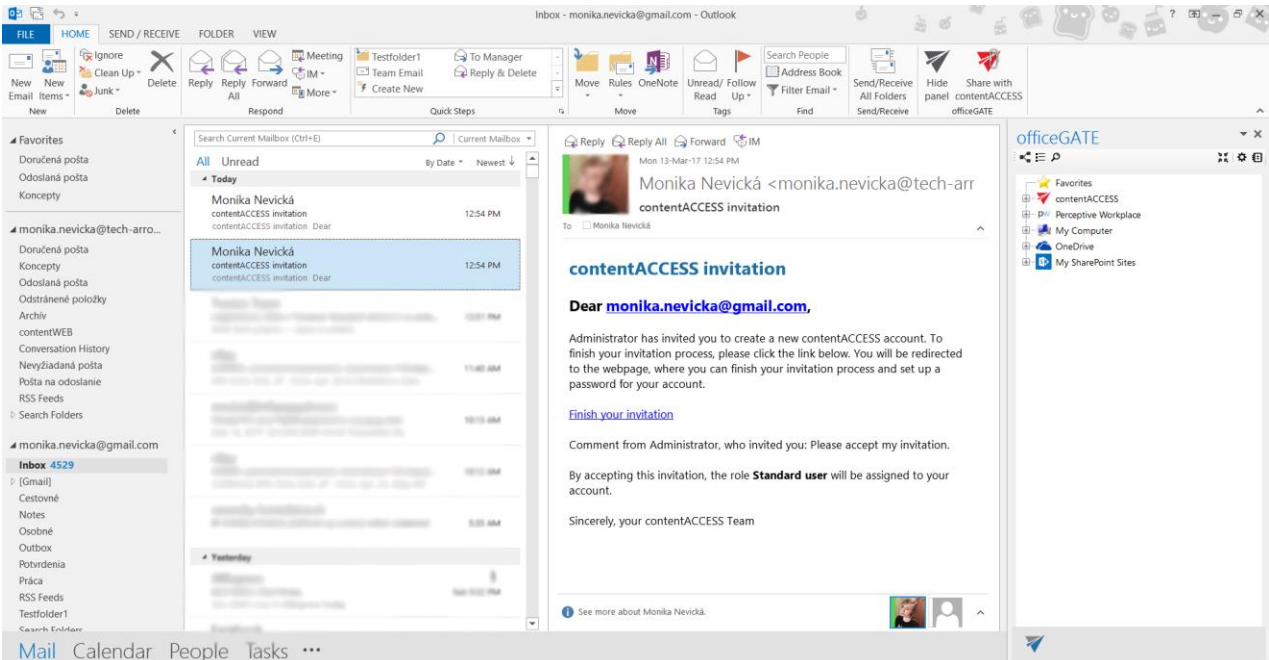 Inbox - monika.nevicka@gmail.com - Outlook
FILE HOME SEND / RECEIVE FOLDER VIEW
New Email
New Items
New
Ignore
Clean Up
Junk
Delete
Delete
Reply
Reply All
Forward
Meeting
IM
More
Respond
Testfolder1
Team Email
Create New
To Manager
Reply & Delete
Quick Steps
Move
Rules
OneNote
Move
Unread/ Read
Follow Up
Tags
Search People
Address Book
Filter Email
Find
Send/Receive All Folders
Send/Receive
Hide panel
Share with contentACCESS
officeGATE
Favorites
Doručená pošta
Odoslaná pošta
Koncepty
monika.nevicka@tech-arro...
Doručená pošta
Koncepty
Odoslaná pošta
Odstránené položky
Archív
contentWEB
Conversation History
Nevyžiadaná pošta
Pošta na odoslanie
RSS Feeds
Search Folders
monika.nevicka@gmail.com
Inbox 4529
[Gmail]
Cestovné
Notes
Osobné
Outbox
Potvrdenia
Práca
RSS Feeds
Testfolder1
Search Folders
Mail Calendar People Tasks •••
Search Current Mailbox (Ctrl+E) Current Mailbox
All Unread By Date Newest ↓
Today
Monika Nevická
contentACCESS invitation 12:54 PM
contentACCESS invitation Dear
Monika Nevická
contentACCESS invitation 12:54 PM
contentACCESS invitation Dear
11:40 AM
10:13 AM
5:35 AM
Yesterday
Reply Reply All Forward IM
Mon 13-Mar-17 12:54 PM
Monika Nevická <monika.nevicka@tech-arr
contentACCESS invitation
To Monika Nevická
contentACCESS invitation
Dear monika.nevicka@gmail.com,
Administrator has invited you to create a new contentACCESS account. To
finish your invitation process, please click the link below. You will be redirected
to the webpage, where you can finish your invitation process and set up a
password for your account.
Finish your invitation
Comment from Administrator, who invited you: Please accept my invitation.
By accepting this invitation, the role Standard user will be assigned to your
account.
Sincerely, your contentACCESS Team
See more about Monika Nevická.
officeGATE
Favorites
contentACCESS
Perceptive Workplace
My Computer
OneDrive
My SharePoint Sites